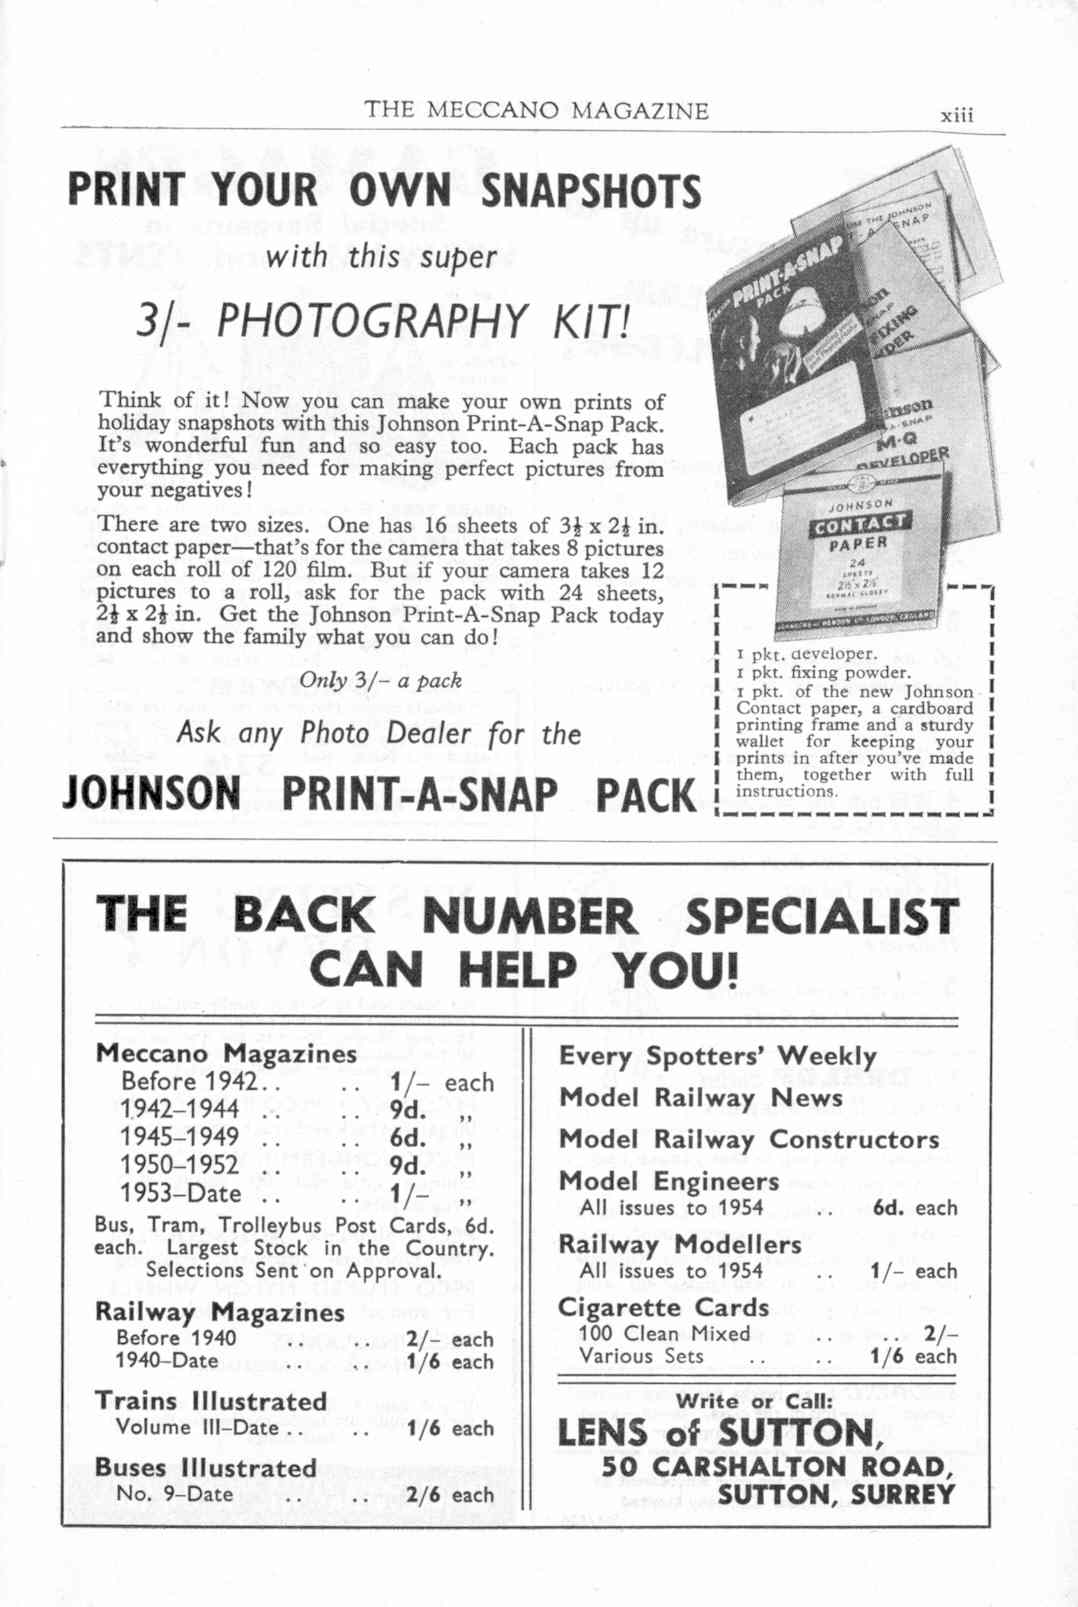 THE MECCANO MAGAZINE xiii
PRINT YOUR OWN SNAPSHOTS
with this super
3/- PHOTOGRAPHY KIT!
Think of it! Now you can make your own prints of
holiday snapshots with this Johnson Print-A-Snap Pack.
It's wonderful fun and so easy too. Each pack has
everything you need for making perfect pictures from
your negatives!
There are two sizes. One has 16 sheets of 3¼ x 2¼ in.
contact paper—that's for the camera that takes 8 pictures
on each roll of 120 film. But if your camera takes 12
pictures to a roll, ask for the pack with 24 sheets,
2¼ x 2¼ in. Get the Johnson Print-A-Snap Pack today
and show the family what you can do!
Only 3/- a pack
Ask any Photo Dealer for the
JOHNSON PRINT-A-SNAP PACK
PRINT-A-SNAP
PACK
THE JOHNSON
T-A-SNAP
FIXING
M·Q
DEVELOPER
JOHNSON
CONTACT
PAPER
24
SHEETS
2½ x 2½
NORMAL GLOSSY
1 pkt. developer.
1 pkt. fixing powder.
1 pkt. of the new Johnson
Contact paper, a cardboard
printing frame and a sturdy
wallet for keeping your
prints in after you've made
them, together with full
instructions.
THE BACK NUMBER SPECIALIST
CAN HELP YOU!
Meccano Magazines
Before 1942.. .. 1/- each
1942–1944 .. .. 9d. ,,
1945–1949 .. .. 6d. ,,
1950–1952 .. .. 9d. ,,
1953–Date .. .. 1/- ,,
Bus, Tram, Trolleybus Post Cards, 6d.
each. Largest Stock in the Country.
Selections Sent on Approval.
Railway Magazines
Before 1940 .. .. 2/- each
1940–Date .. .. 1/6 each
Trains Illustrated
Volume III–Date .. .. 1/6 each
Buses Illustrated
No. 9–Date .. .. 2/6 each
Every Spotters' Weekly
Model Railway News
Model Railway Constructors
Model Engineers
All issues to 1954 .. 6d. each
Railway Modellers
All issues to 1954 .. 1/- each
Cigarette Cards
100 Clean Mixed .. .. 2/-
Various Sets .. .. 1/6 each
Write or Call:
LENS of SUTTON,
50 CARSHALTON ROAD,
SUTTON, SURREY